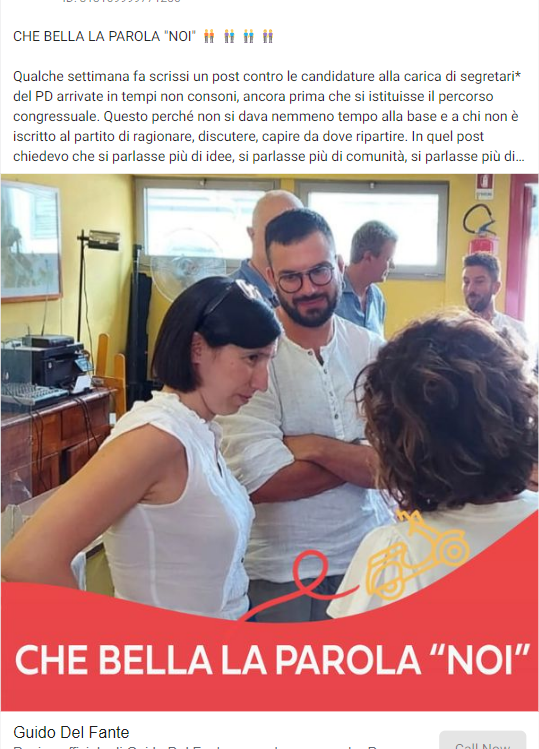 CHE BELLA LA PAROLA "NOI"
Qualche settimana fa scrissi un post contro le candidature alla carica di segretari*
del PD arrivate in tempi non consoni, ancora prima che si istituisse il percorso
congressuale. Questo perché non si dava nemmeno tempo alla base e a chi non è
iscritto al partito di ragionare, discutere, capire da dove ripartire. In quel post
chiedevo che si parlasse più di idee, si parlasse più di comunità, si parlasse più di...
CHE BELLA LA PAROLA “NOI”
Guido Del Fante
Call Now